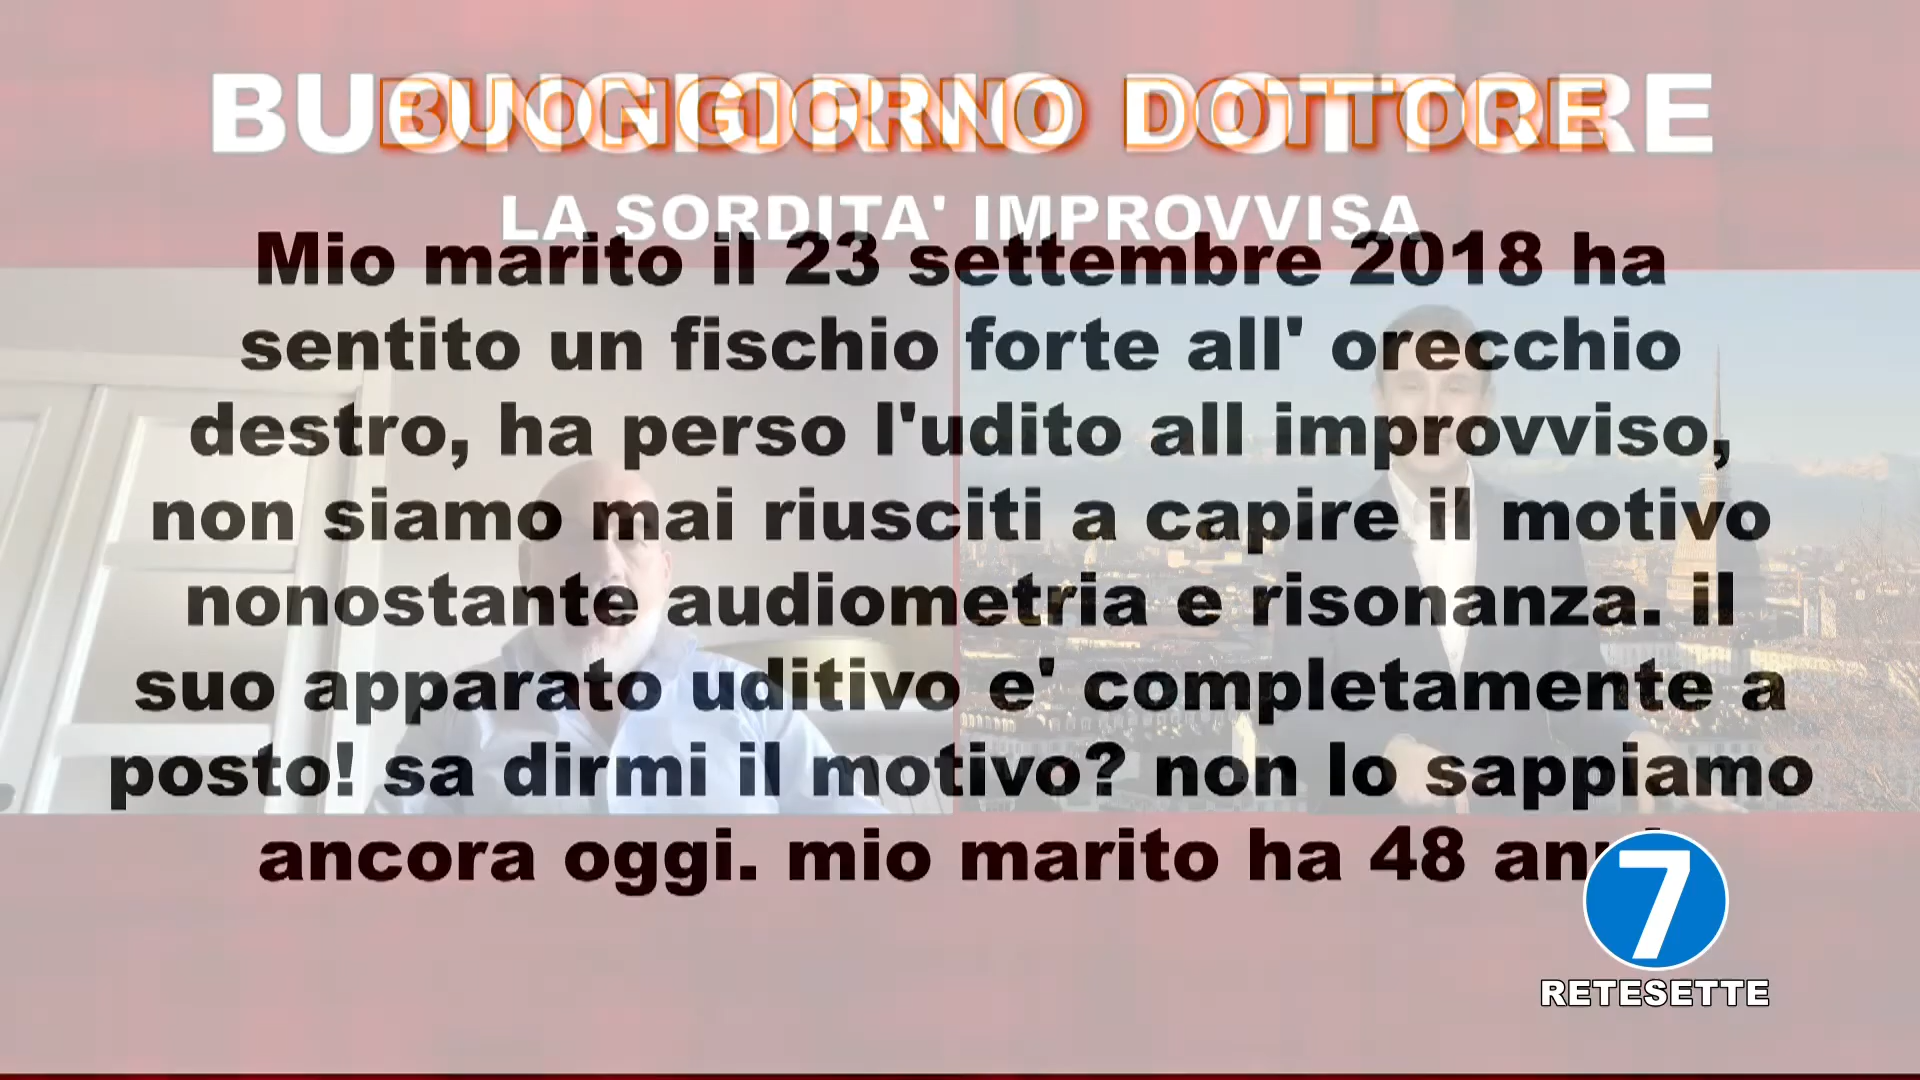 BUONGIORNO DOTTORE
BUONGIORNO DOTTORE
LA SORDITA' IMPROVVISA
Mio marito il 23 settembre 2018 ha
sentito un fischio forte all' orecchio
destro, ha perso l'udito all improvviso,
non siamo mai riusciti a capire il motivo
nonostante audiometria e risonanza. il
suo apparato uditivo e' completamente a
posto! sa dirmi il motivo? non lo sappiamo
ancora oggi. mio marito ha 48
7
RETESETTE